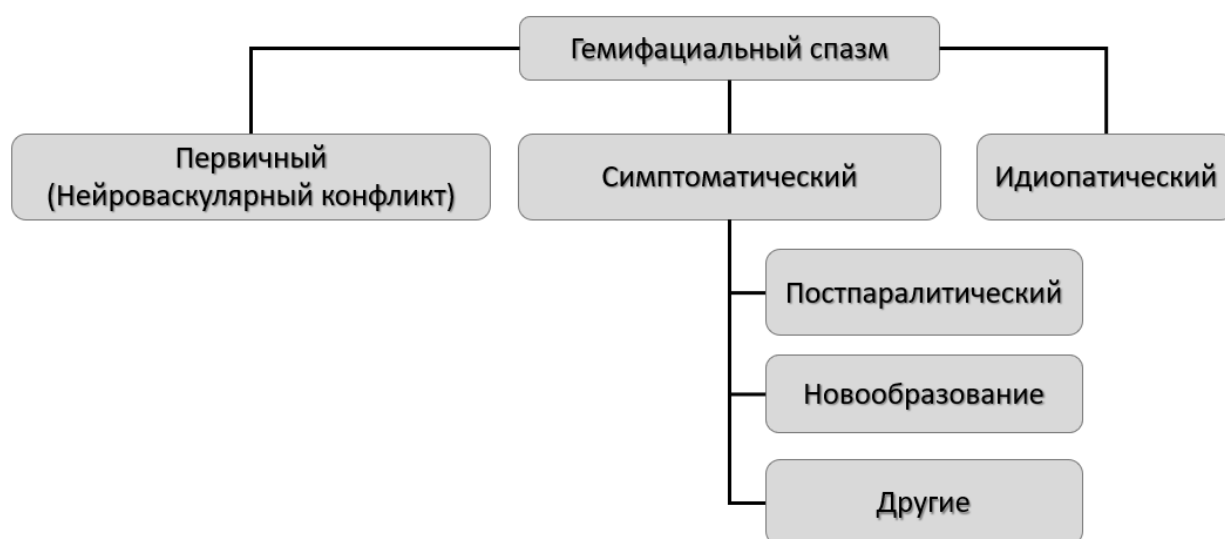 Гемифациальный спазм
Первичный
(Нейроваскулярный конфликт)
Симптоматический
Идиопатический
Постпаралитический
Новообразование
Другие